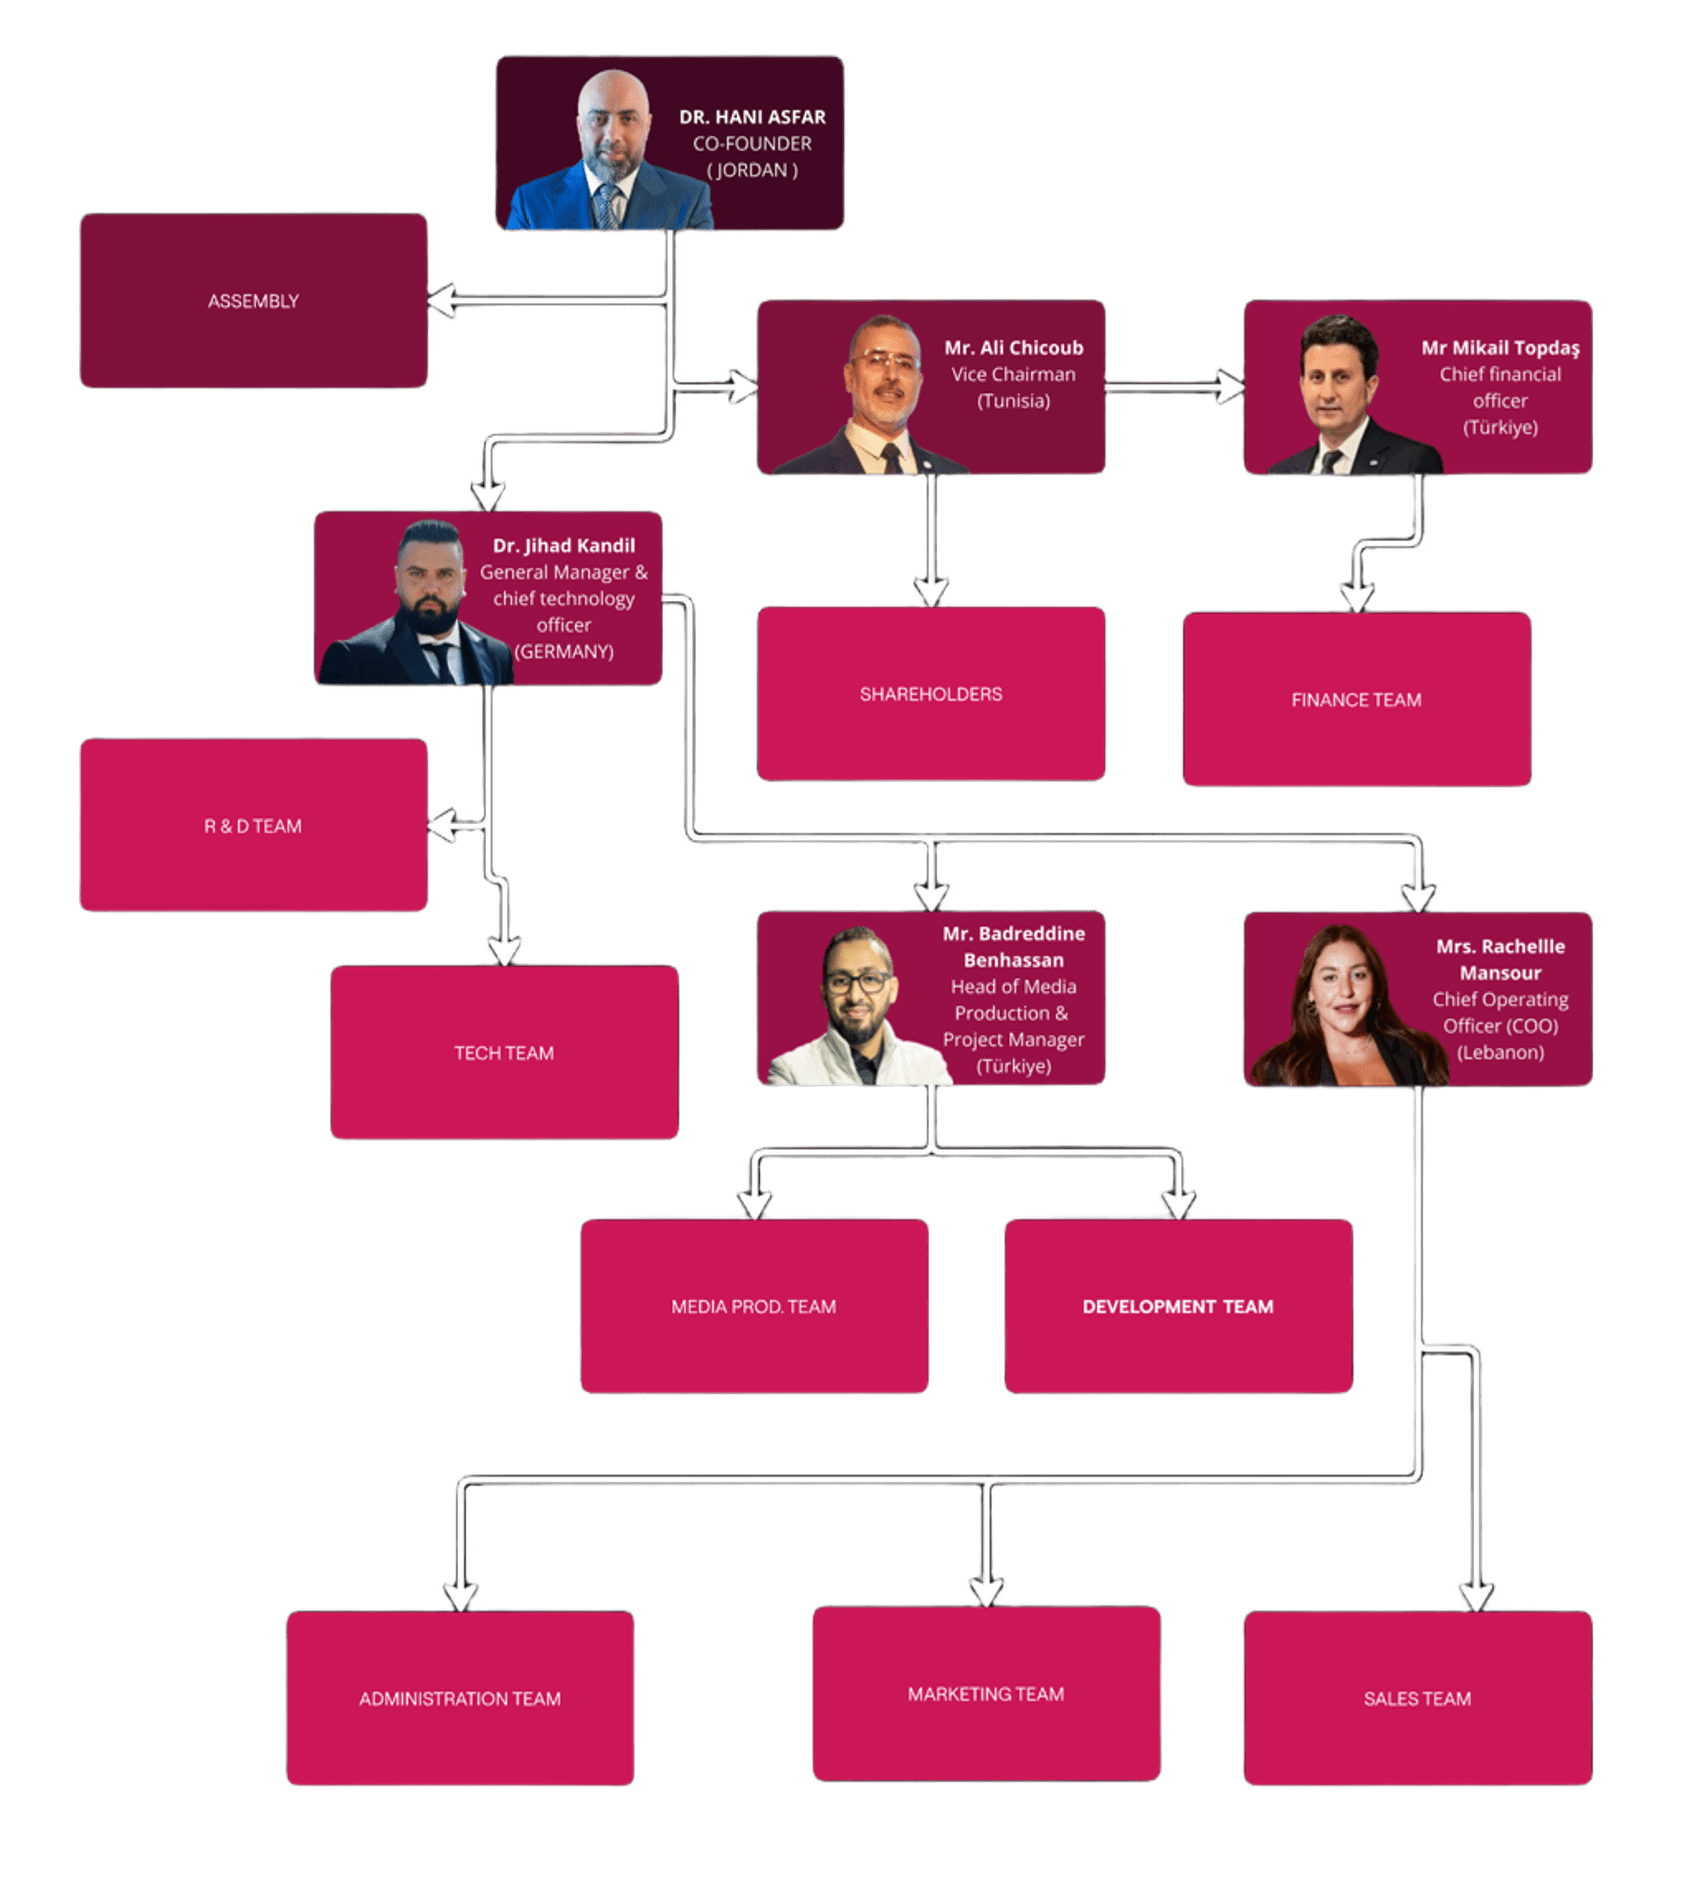 DR. HANI ASFAR
CO-FOUNDER
( JORDAN )
ASSEMBLY
Mr. Ali Chicoub
Vice Chairman
(Tunisia)
Mr Mikail Topdaş
Chief financial
officer
(Türkiye)
Dr. Jihad Kandil
General Manager &
chief technology
officer
(GERMANY)
SHAREHOLDERS
FINANCE TEAM
R & D TEAM
Mr. Badreddine
Benhassan
Head of Media
Production &
Project Manager
(Türkiye)
Mrs. Rachellle
Mansour
Chief Operating
Officer (COO)
(Lebanon)
TECH TEAM
MEDIA PROD. TEAM
DEVELOPMENT TEAM
ADMINISTRATION TEAM
MARKETING TEAM
SALES TEAM